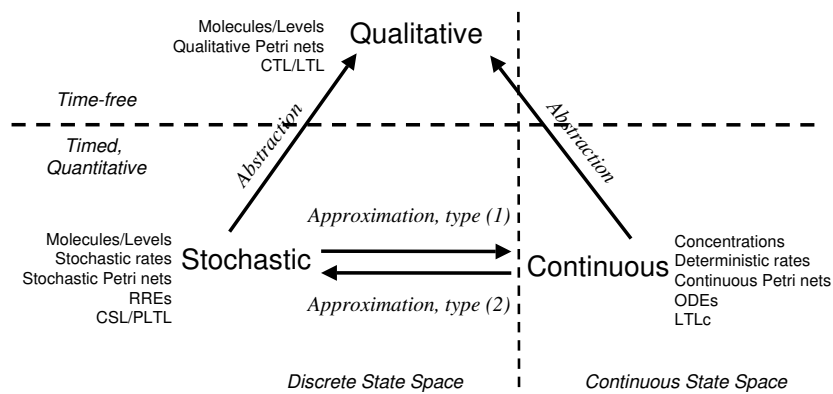 Molecules/Levels
Qualitative Petri nets
CTL/LTL
Qualitative
Time-free
Timed,
Quantitative
Abstraction
Abstraction
Approximation, type (1)
Molecules/Levels
Stochastic rates
Stochastic Petri nets
RREs
CSL/PLTL
Stochastic
Continuous
Concentrations
Deterministic rates
Continuous Petri nets
ODEs
LTLc
Approximation, type (2)
Discrete State Space
Continuous State Space